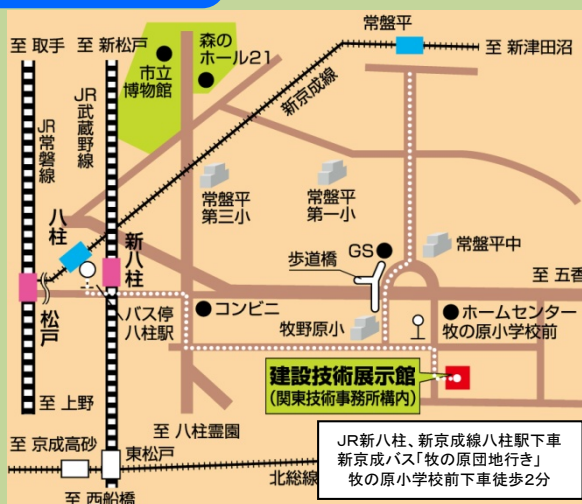 常盤平
至 取手
至 新松戸
森の
ホール21
至 新津田沼
市立
博物館
新京成線
JR武蔵野線
JR常磐線
常盤平
第三小
常盤平
第一小
八柱
新八柱
GS
常盤平中
歩道橋
至 五香
松戸
バス停
八柱駅
コンビニ
牧野原小
ホームセンター
牧の原小学校前
建設技術展示館
(関東技術事務所構内)
至 上野
至 八柱霊園
至 京成高砂
東松戸
北総線
至 西船橋
JR新八柱、新京成線八柱駅下車
新京成バス「牧の原団地行き」
牧の原小学校前下車徒歩2分